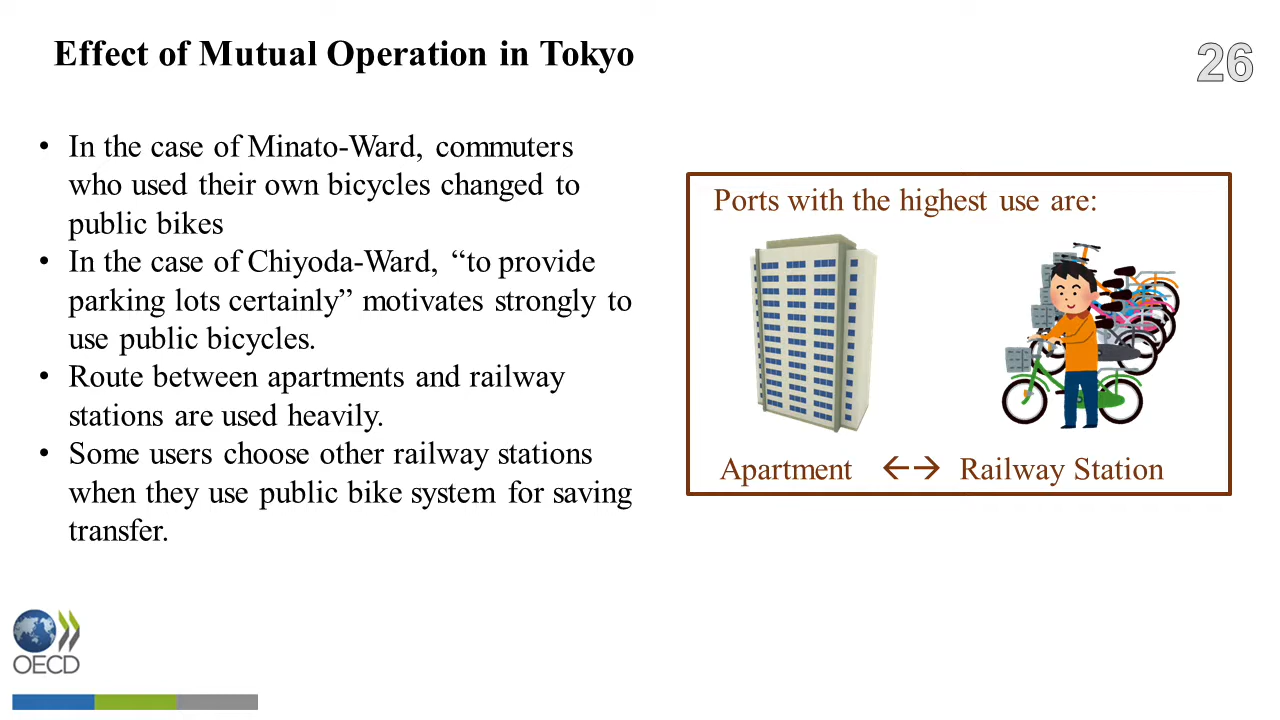 Effect of Mutual Operation in Tokyo
26
• In the case of Minato-Ward, commuters
who used their own bicycles changed to
public bikes
• In the case of Chiyoda-Ward, “to provide
parking lots certainly” motivates strongly to
use public bicycles.
• Route between apartments and railway
stations are used heavily.
• Some users choose other railway stations
when they use public bike system for saving
transfer.
Ports with the highest use are:
Apartment ←→ Railway Station
OECD